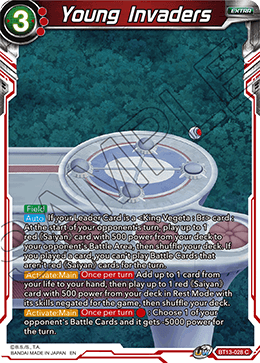 Young Invaders
EXTRA
3
Field
Auto If your Leader Card is a <King Vegeta: Br> card:
At the start of your opponent's turn, play up to 1
red (Saiyan) card with 500 power from your deck to
your opponent's Battle Area, then shuffle your deck. If
you played a card, you can't play Battle Cards that
aren't red (Saiyan) cards for the turn.
Activate:Main Once per turn Add up to 1 card from
your life to your hand, then play up to 1 red (Saiyan)
card with 500 power from your deck in Rest Mode with
its skills negated for the game, then shuffle your deck.
Activate:Main Once per turn : Choose 1 of your
opponent's Battle Cards and it gets -5000 power for
the turn.
©B.S./S., T.A.
BANDAI MADE IN JAPAN EN
BT13-028 C